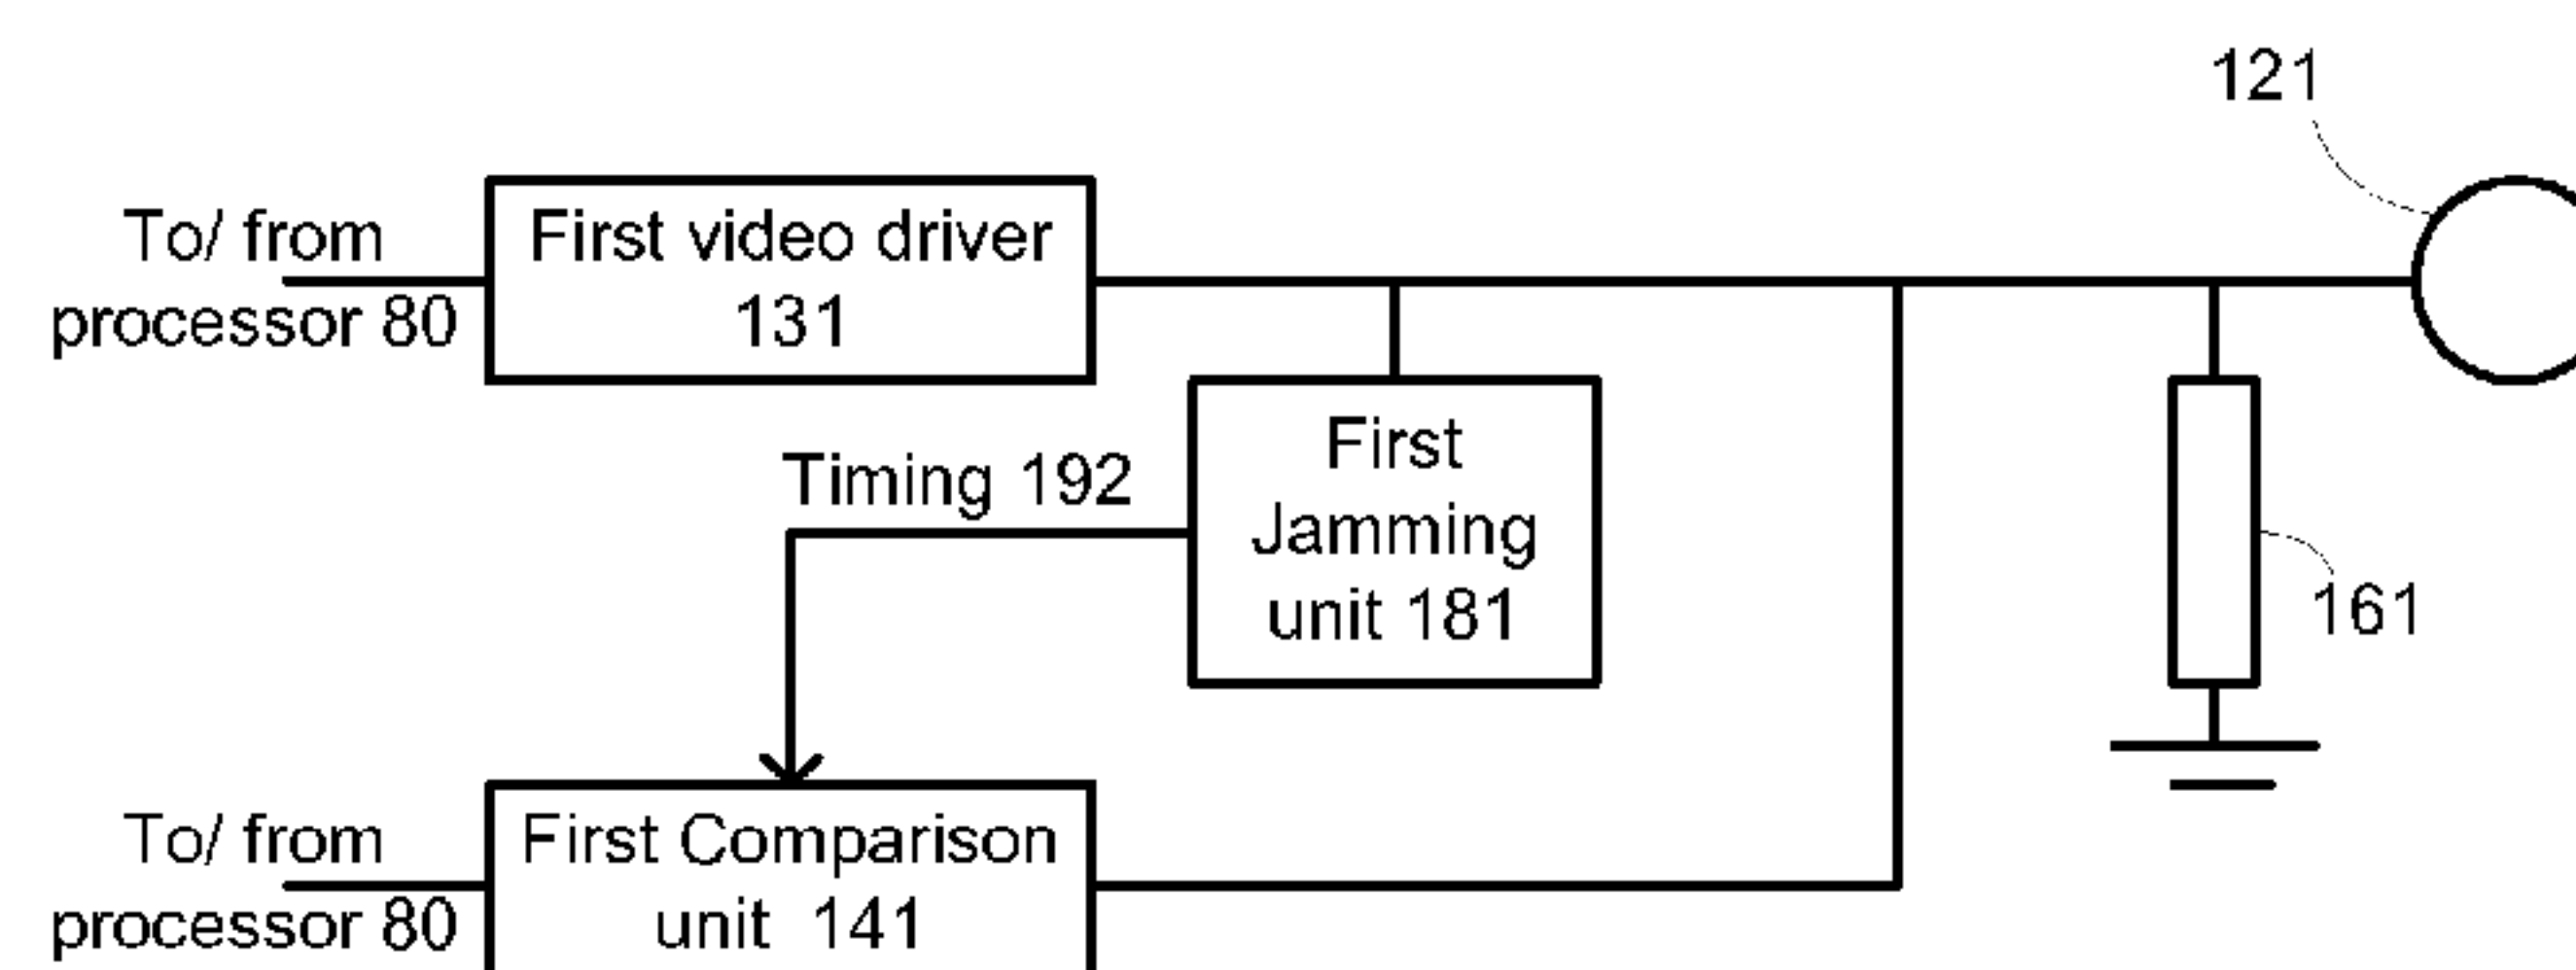 121
To/ from
processor 80
First video driver
131
Timing 192
First
Jamming
unit 181
161
To/ from
processor 80
First Comparison
unit 141